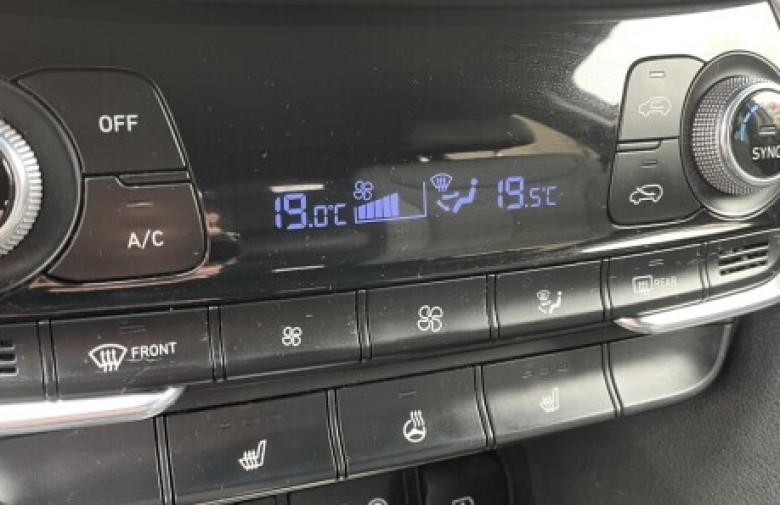 OFF
A/C
19.0°C
19.5°C
SYNC
FRONT
REAR